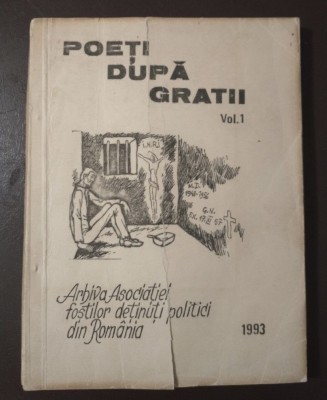 POEȚI
DUPĂ
GRATII
Vol.1
Arhiva Asociației
foștilor deținuți politici
din România
1993